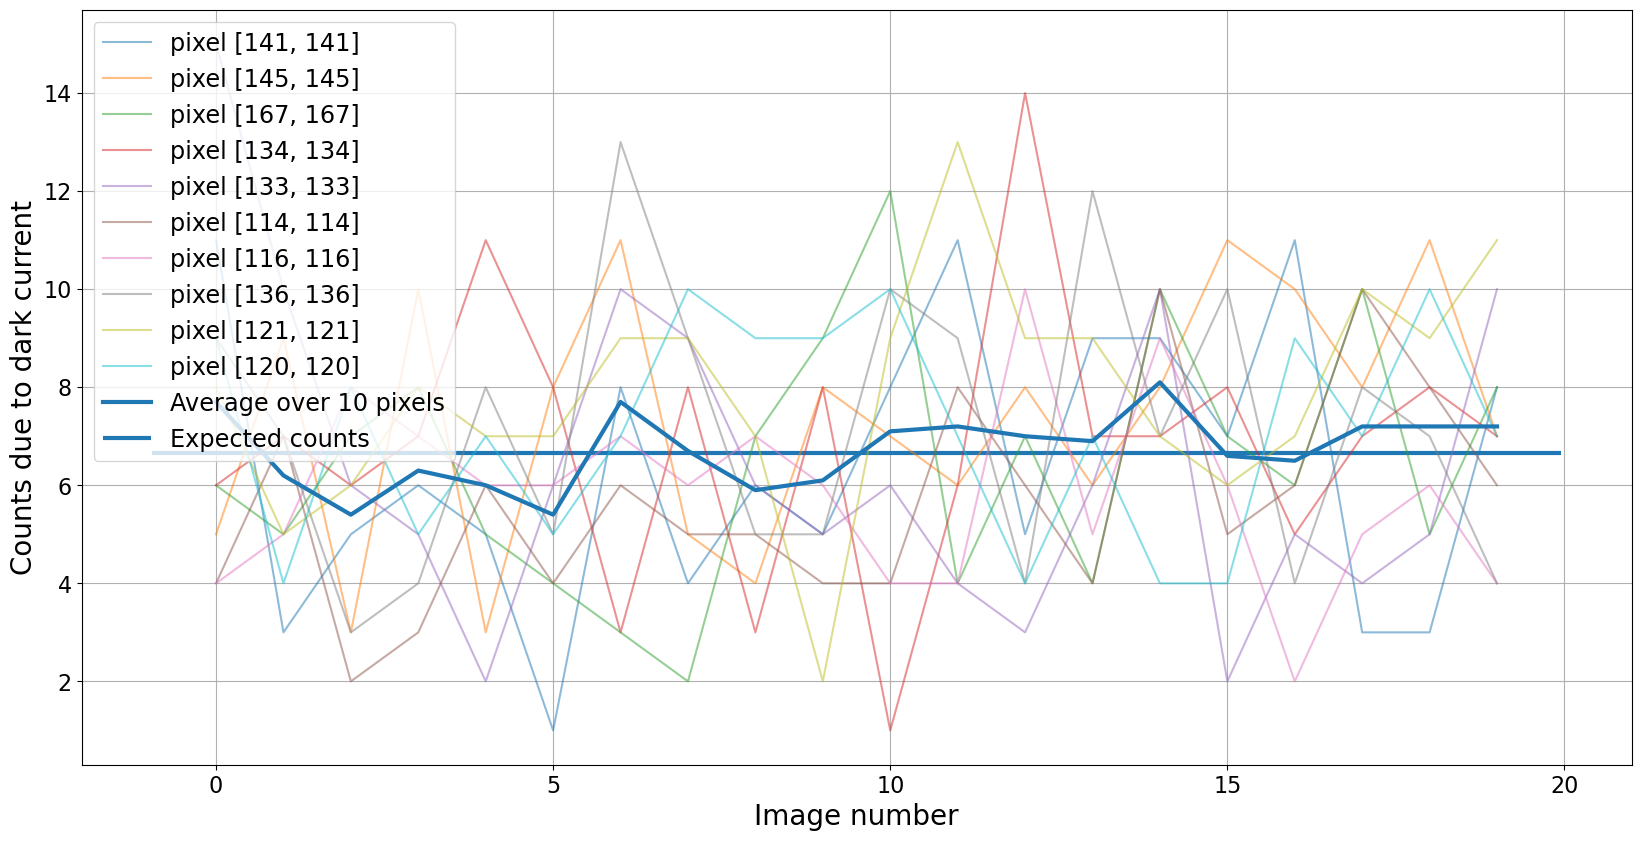 pixel [141, 141]
pixel [145, 145]
pixel [167, 167]
pixel [134, 134]
pixel [133, 133]
pixel [114, 114]
pixel [116, 116]
pixel [136, 136]
pixel [121, 121]
pixel [120, 120]
Average over 10 pixels
Expected counts
Counts due to dark current
14
12
10
8
6
4
2
0 5 10 15 20
Image number